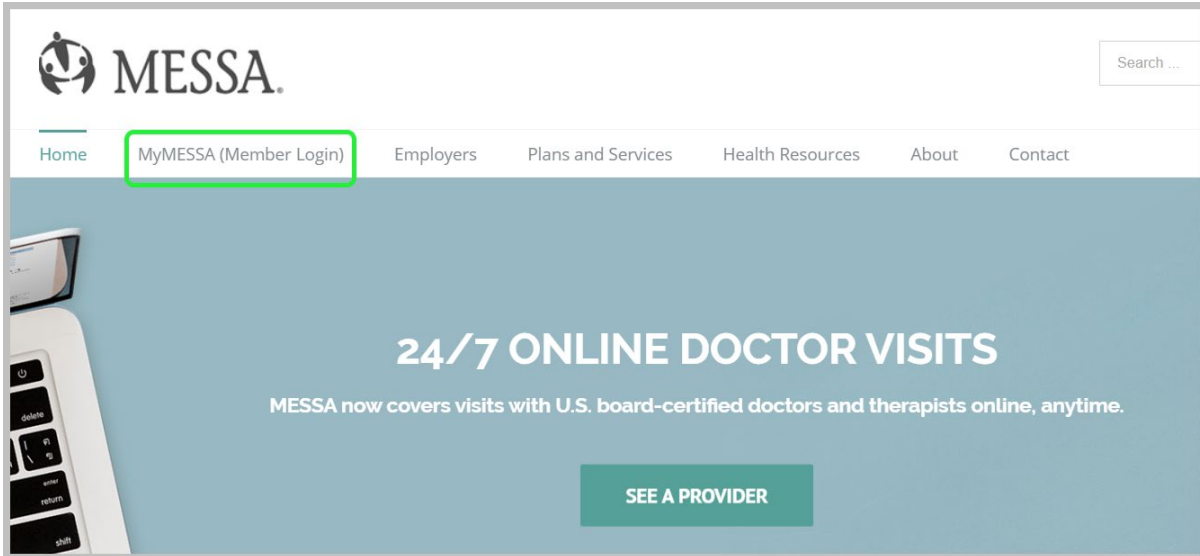 MESSA®
Search ...
Home MyMESSA (Member Login) Employers Plans and Services Health Resources About Contact
24/7 ONLINE DOCTOR VISITS
MESSA now covers visits with U.S. board-certified doctors and therapists online, anytime.
SEE A PROVIDER
delete
enter
return
shift